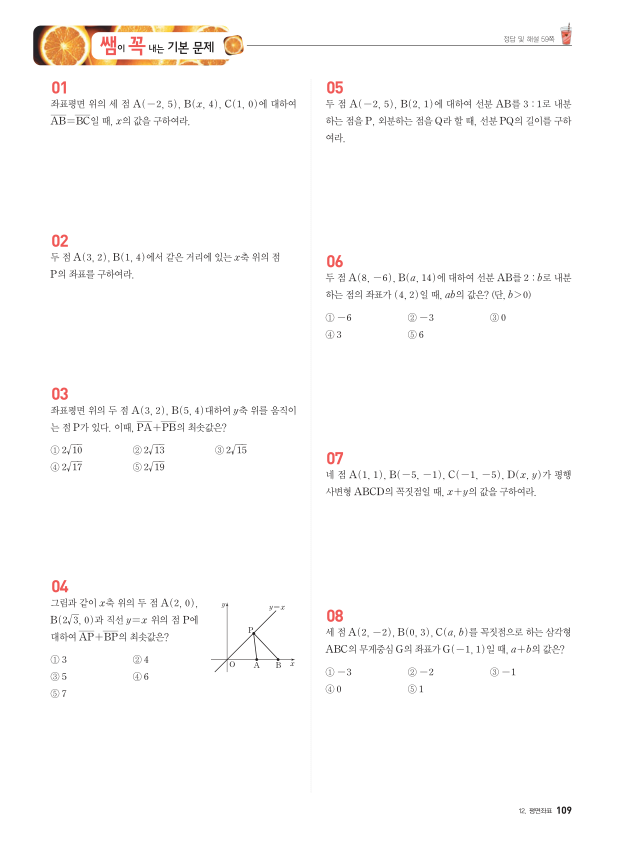 쌤이 꼭 내는 기본 문제
정답 및 해설 59쪽
01
좌표평면 위의 세 점 A(−2, 5), B(x, 4), C(1, 0)에 대하여
AB=BC일 때, x의 값을 구하여라.
02
두 점 A(3, 2), B(1, 4)에서 같은 거리에 있는 x축 위의 점
P의 좌표를 구하여라.
03
좌표평면 위의 두 점 A(3, 2), B(5, 4)대하여 y축 위를 움직이
는 점 P가 있다. 이때, PA+PB의 최솟값은?
① 2√10 ② 2√13 ③ 2√15
④ 2√17 ⑤ 2√19
04
그림과 같이 x축 위의 두 점 A(2, 0),
B(2√3, 0)과 직선 y=x 위의 점 P에
대하여 AP+BP의 최솟값은?
① 3 ② 4
③ 5 ④ 6
⑤ 7
y
y=x
P
O A B x
05
두 점 A(−2, 5), B(2, 1)에 대하여 선분 AB를 3 : 1로 내분
하는 점을 P, 외분하는 점을 Q라 할 때, 선분 PQ의 길이를 구하
여라.
06
두 점 A(8, −6), B(a, 14)에 대하여 선분 AB를 2 : b로 내분
하는 점의 좌표가 (4, 2)일 때, ab의 값은? (단, b>0)
① −6 ② −3 ③ 0
④ 3 ⑤ 6
07
네 점 A(1, 1), B(−5, −1), C(−1, −5), D(x, y)가 평행
사변형 ABCD의 꼭짓점일 때, x+y의 값을 구하여라.
08
세 점 A(2, −2), B(0, 3), C(a, b)를 꼭짓점으로 하는 삼각형
ABC의 무게중심 G의 좌표가 G(−1, 1)일 때, a+b의 값은?
① −3 ② −2 ③ −1
④ 0 ⑤ 1
12. 평면좌표 109